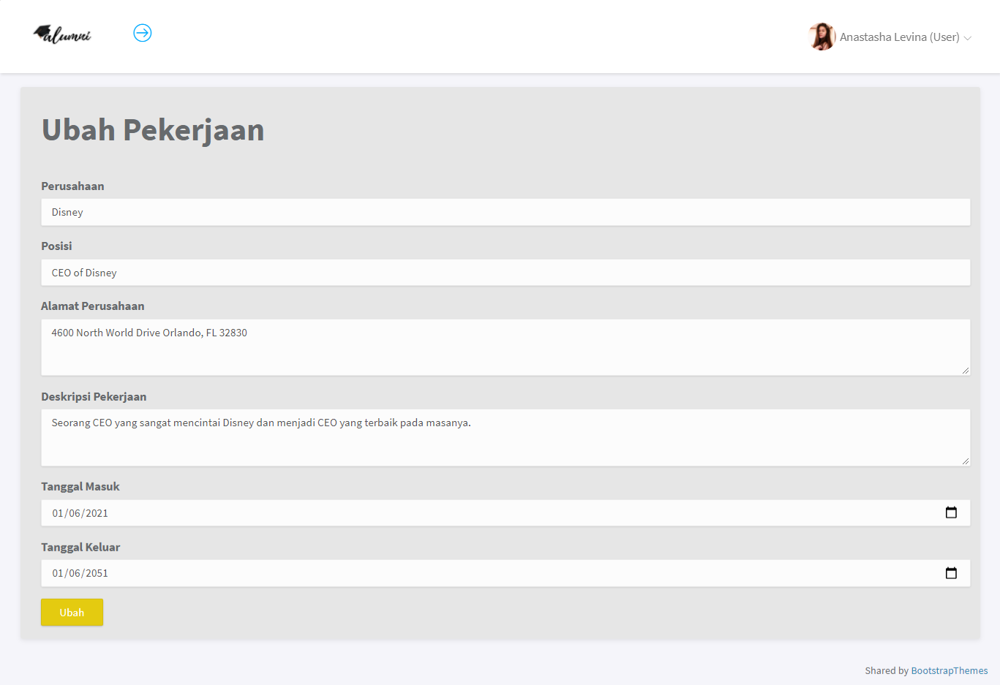 alumni
Anastasha Levina (User)
Ubah Pekerjaan
Perusahaan
Disney
Posisi
CEO of Disney
Alamat Perusahaan
4600 North World Drive Orlando, FL 32830
Deskripsi Pekerjaan
Seorang CEO yang sangat mencintai Disney dan menjadi CEO yang terbaik pada masanya.
Tanggal Masuk
01/06/2021
Tanggal Keluar
01/06/2051
Ubah
Shared by BootstrapThemes